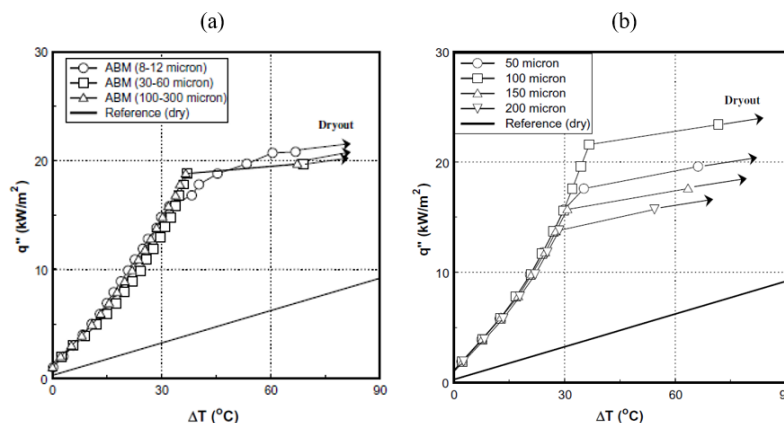 (a)
(b)
30
ABM (8-12 micron)
ABM (30-60 micron)
ABM (100-300 micron)
Reference (dry)
Dryout
20
10
0
0 30 60 90
q" (kW/m²)
ΔT (°C)
30
50 micron
100 micron
150 micron
200 micron
Reference (dry)
Dryout
20
10
0
0 30 60 90
q" (kW/m²)
ΔT (°C)